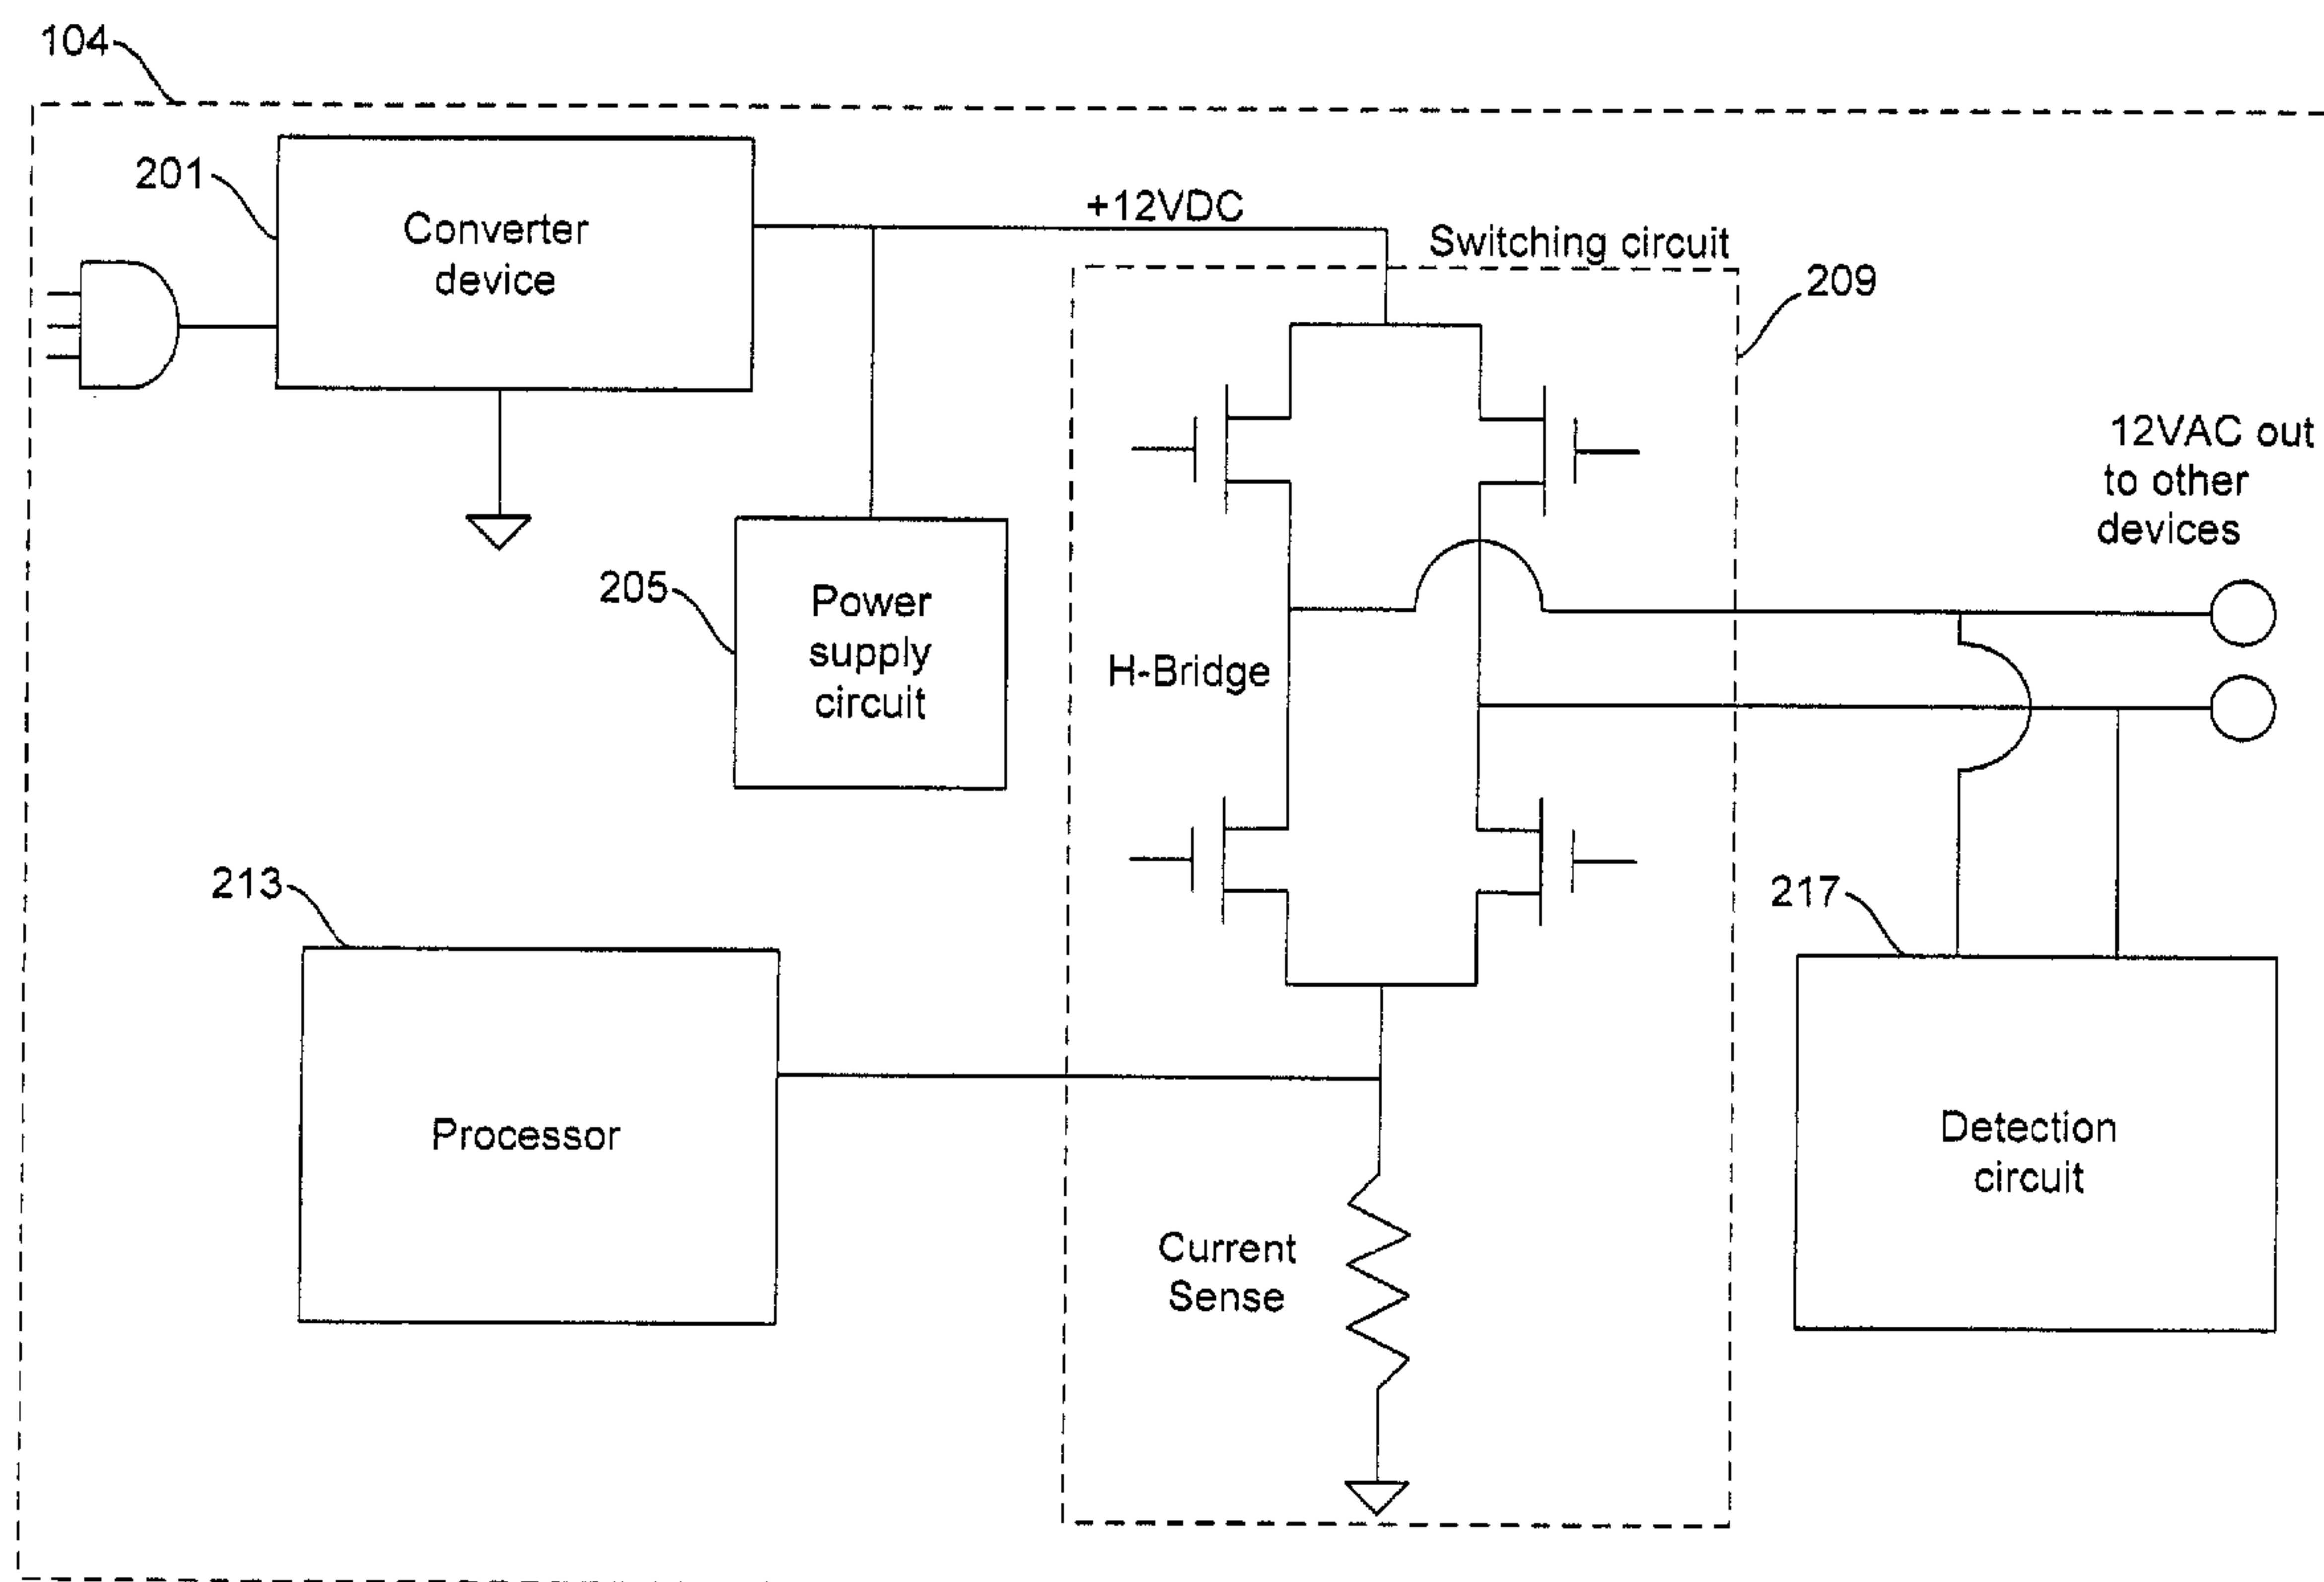 104
201
Converter
device
+12VDC
Switching circuit
209
12VAC out
to other
devices
205
Power
supply
circuit
H-Bridge
213
217
Processor
Detection
circuit
Current
Sense